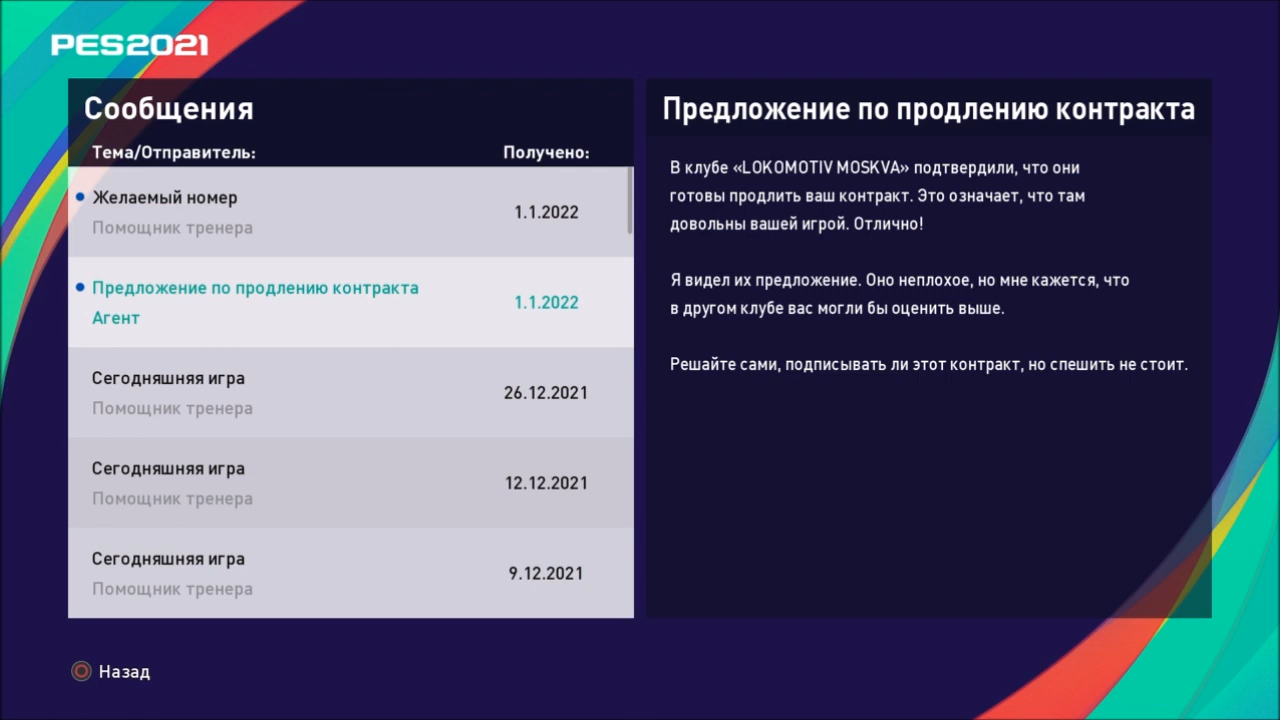 PES2021
Сообщения
Тема/Отправитель: Получено:
Желаемый номер
Помощник тренера
1.1.2022
Предложение по продлению контракта
Агент
1.1.2022
Сегодняшняя игра
Помощник тренера
26.12.2021
Сегодняшняя игра
Помощник тренера
12.12.2021
Сегодняшняя игра
Помощник тренера
9.12.2021
Предложение по продлению контракта
В клубе «LOKOMOTIV MOSKVA» подтвердили, что они
готовы продлить ваш контракт. Это означает, что там
довольны вашей игрой. Отлично!
Я видел их предложение. Оно неплохое, но мне кажется, что
в другом клубе вас могли бы оценить выше.
Решайте сами, подписывать ли этот контракт, но спешить не стоит.
Назад